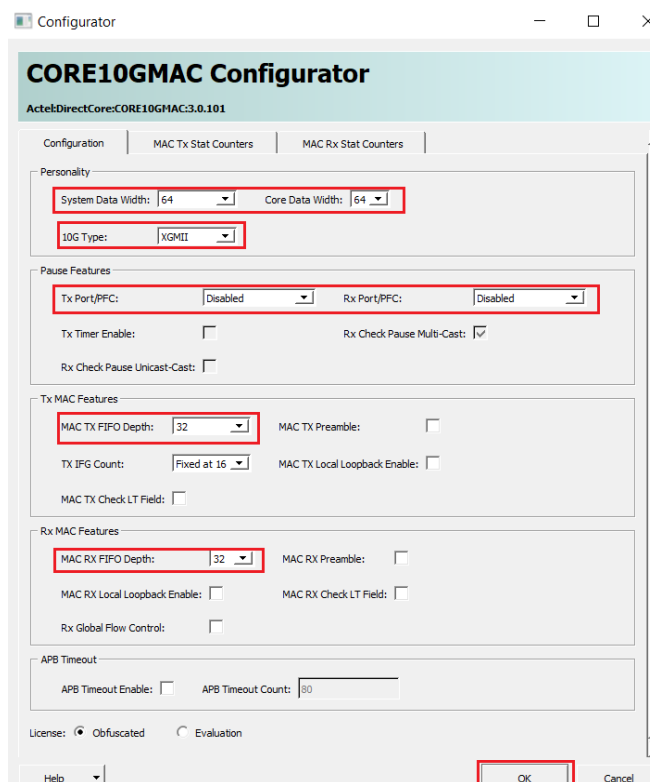 Configurator
CORE10GMAC Configurator
Actel:DirectCore:CORE10GMAC:3.0.101
Configuration MAC Tx Stat Counters MAC Rx Stat Counters
Personality
System Data Width: 64 Core Data Width: 64
10G Type: XGMII
Pause Features
Tx Port/PFC: Disabled Rx Port/PFC: Disabled
Tx Timer Enable: Rx Check Pause Multi-Cast:
Rx Check Pause Unicast-Cast:
Tx MAC Features
MAC TX FIFO Depth: 32 MAC TX Preamble:
TX IFG Count: Fixed at 16 MAC TX Local Loopback Enable:
MAC TX Check LT Field:
Rx MAC Features
MAC RX FIFO Depth: 32 MAC RX Preamble:
MAC RX Local Loopback Enable: MAC RX Check LT Field:
Rx Global Flow Control:
APB Timeout
APB Timeout Enable: APB Timeout Count: 80
License: Obfuscated Evaluation
Help OK Cancel